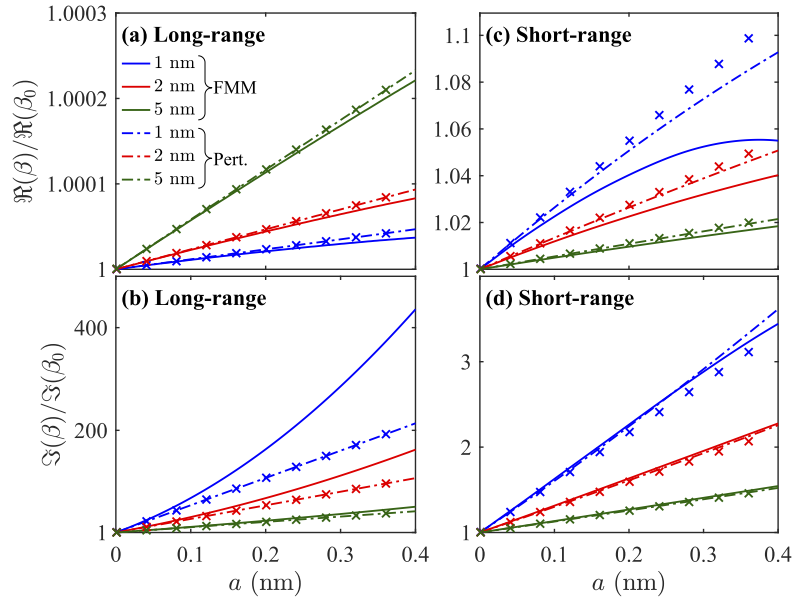 1.0003
1.0002
1.0001
1
ℜ(β)/ℜ(β₀)
(a) Long-range
1 nm
2 nm
5 nm
FMM
1 nm
2 nm
5 nm
Pert.
(c) Short-range
1.1
1.08
1.06
1.04
1.02
1
(b) Long-range
400
200
1
ℑ(β)/ℑ(β₀)
0
0.1
0.2
0.3
0.4
a (nm)
(d) Short-range
3
2
1
0
0.1
0.2
0.3
0.4
a (nm)